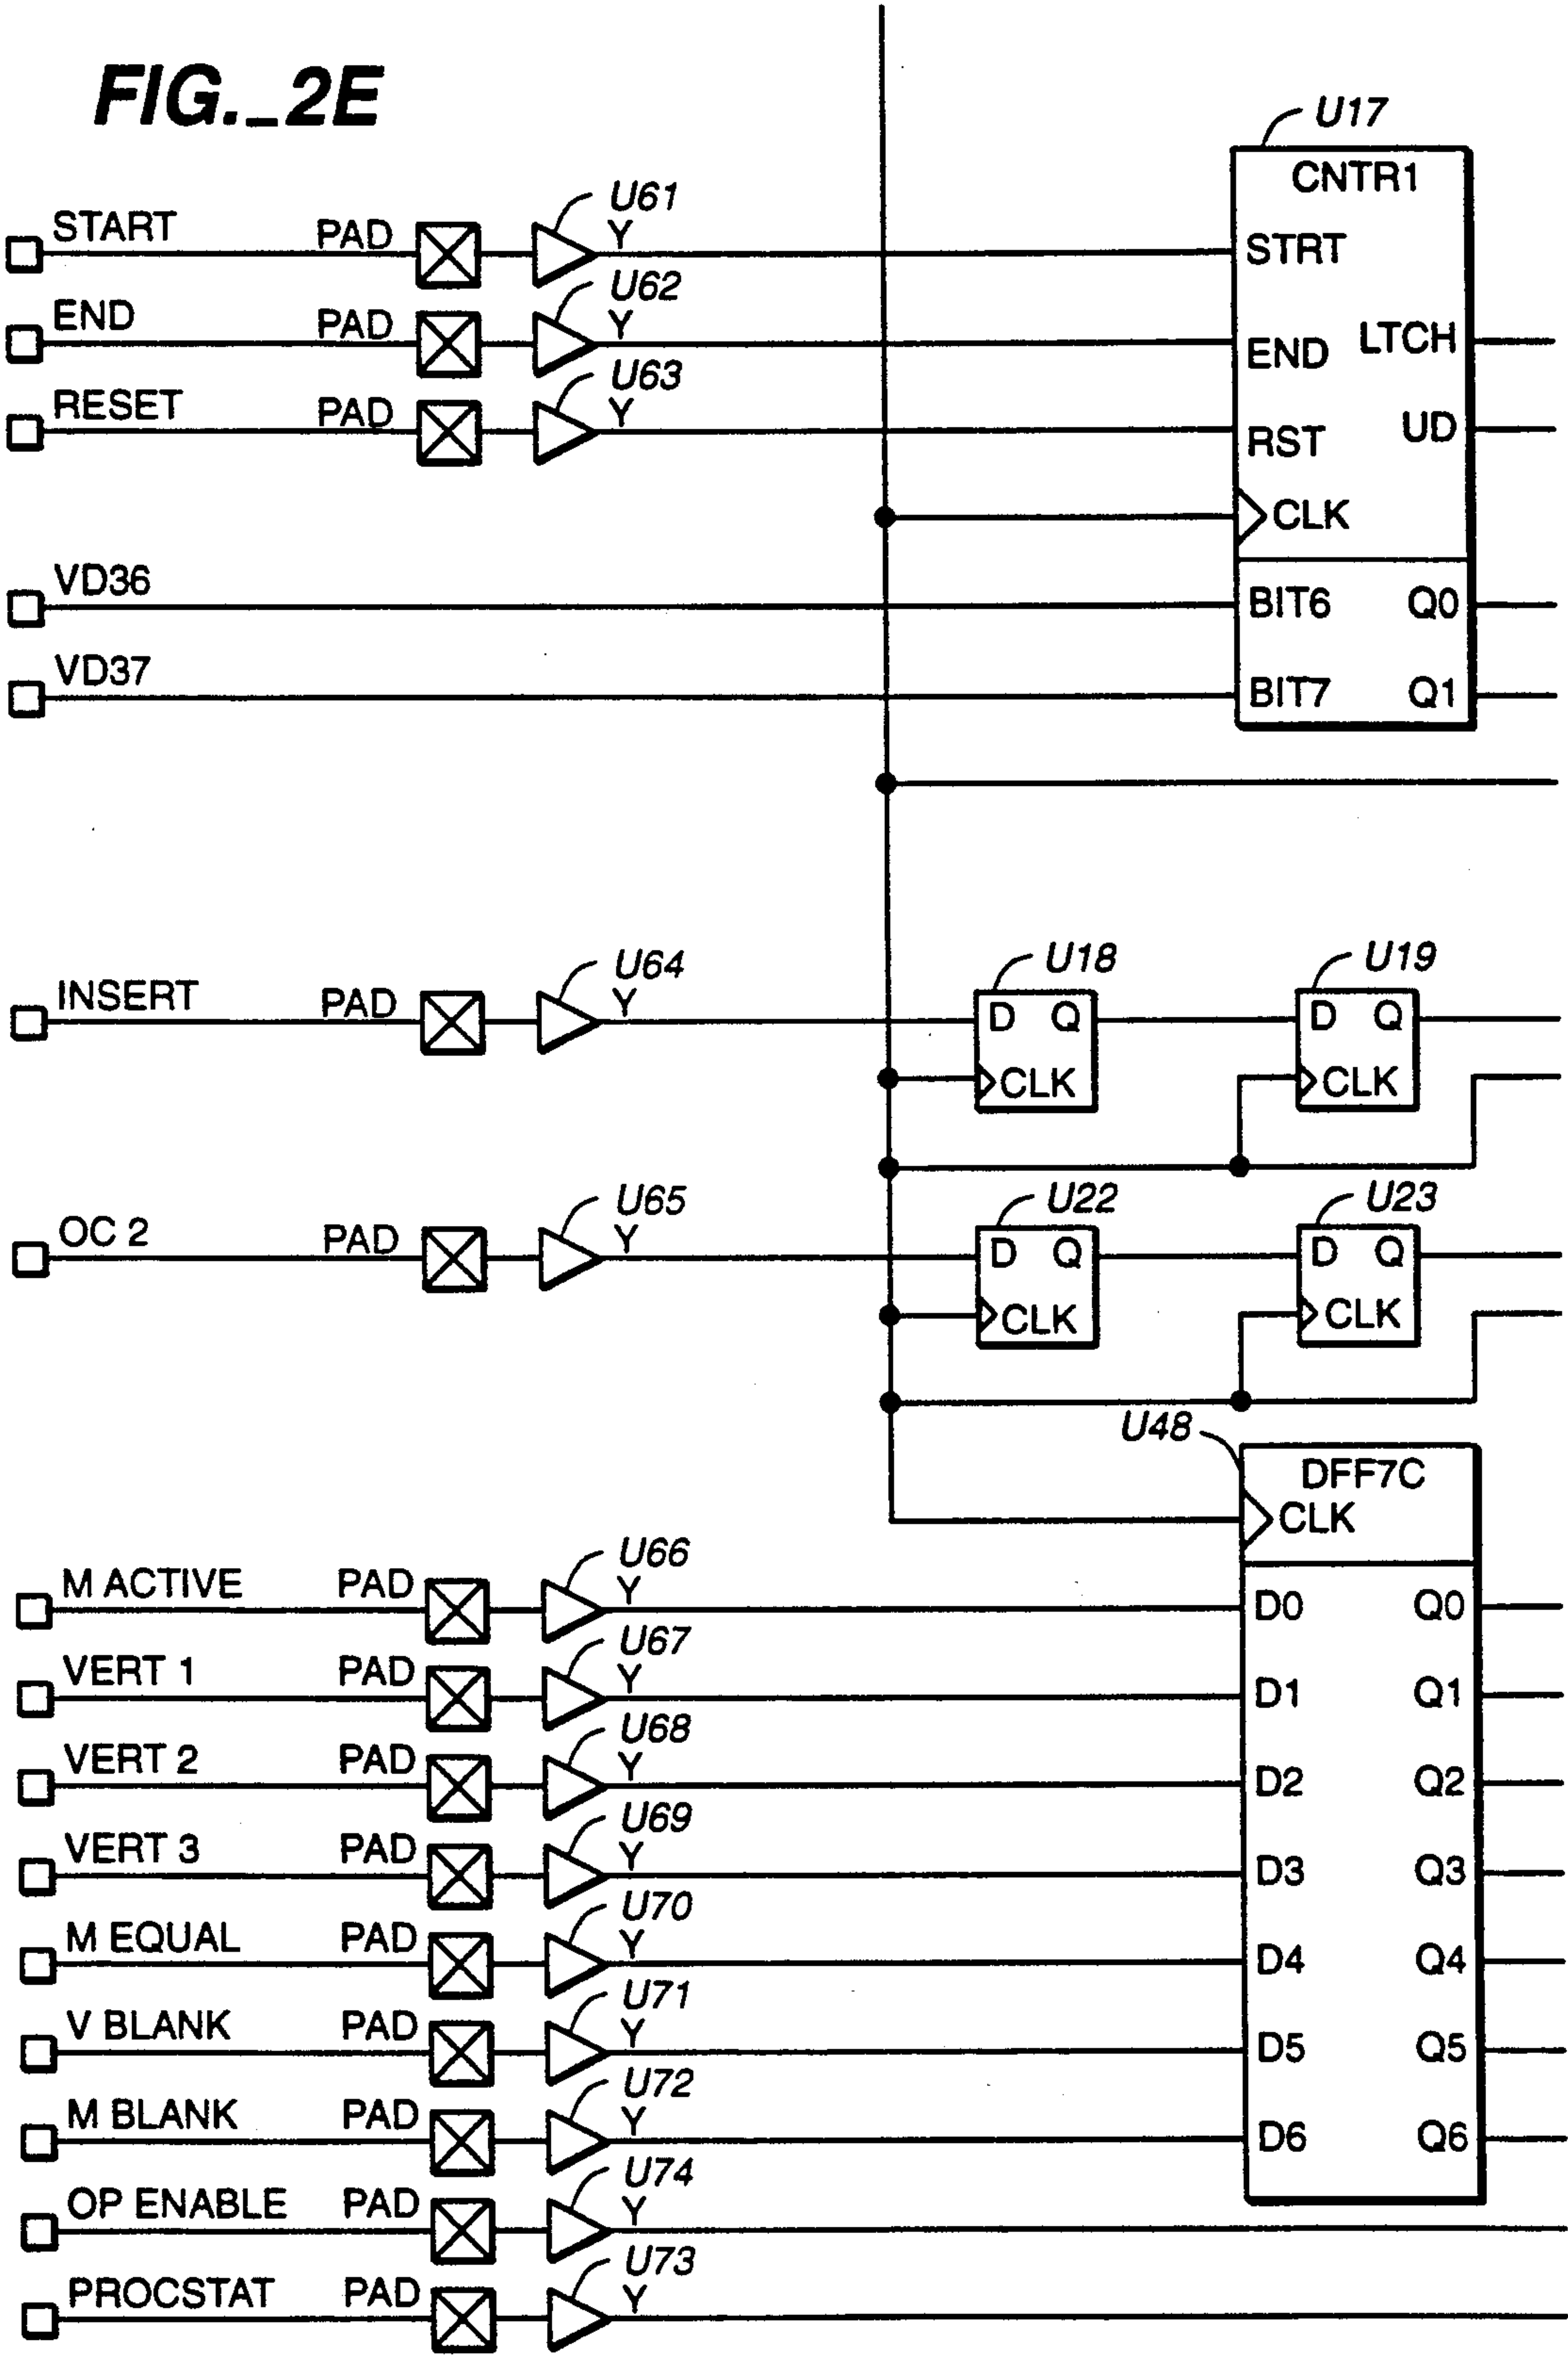 FIG._2E
U17
CNTR1
START PAD U61 Y STRT
END PAD U62 Y END LTCH
RESET PAD U63 Y RST UD
CLK
VD36 BIT6 Q0
VD37 BIT7 Q1
INSERT PAD U64 Y U18 D Q U19 D Q
CLK CLK
OC 2 PAD U65 Y U22 D Q U23 D Q
CLK CLK
U48 DFF7C
CLK
M ACTIVE PAD U66 Y D0 Q0
VERT 1 PAD U67 Y D1 Q1
VERT 2 PAD U68 Y D2 Q2
VERT 3 PAD U69 Y D3 Q3
M EQUAL PAD U70 Y D4 Q4
V BLANK PAD U71 Y D5 Q5
M BLANK PAD U72 Y D6 Q6
OP ENABLE PAD U74 Y
PROCSTAT PAD U73 Y